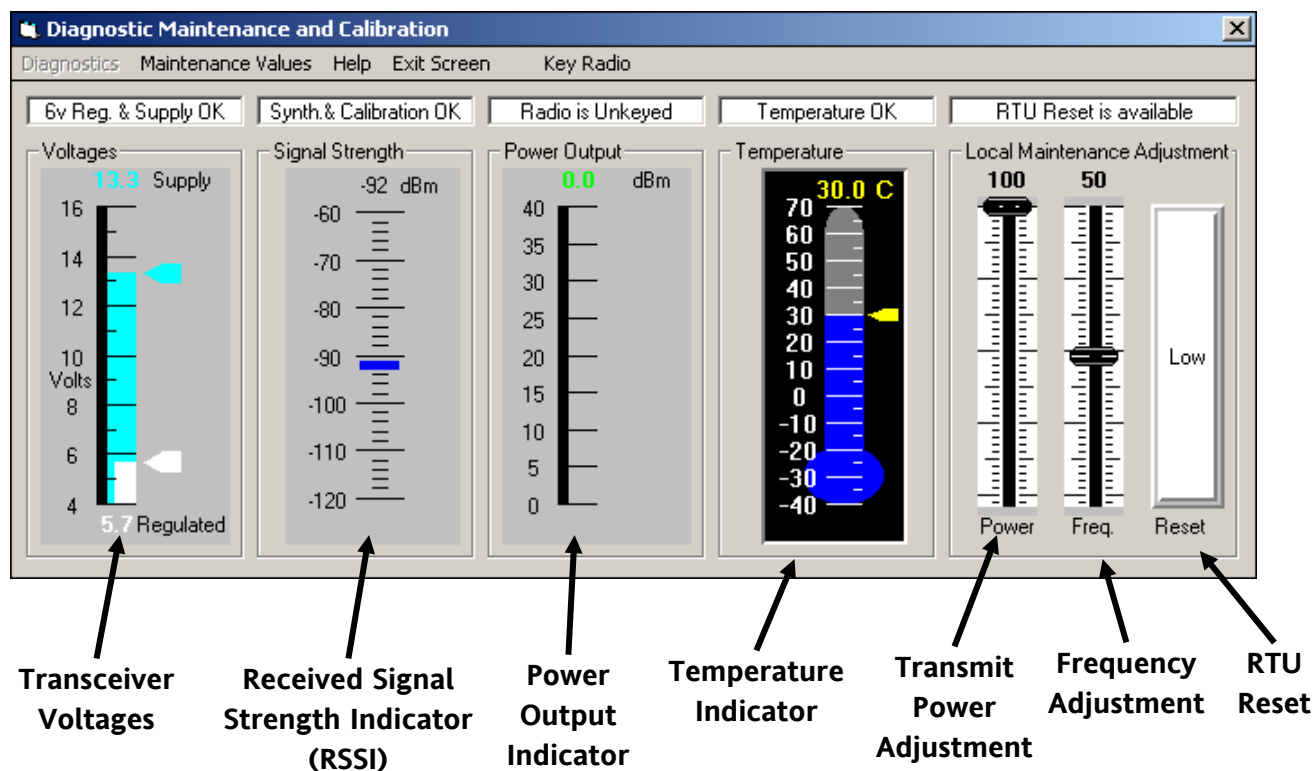 Diagnostic Maintenance and Calibration
Diagnostics Maintenance Values Help Exit Screen Key Radio
6v Reg. & Supply OK
Synth.& Calibration OK
Radio is Unkeyed
Temperature OK
RTU Reset is available
Voltages
13.3 Supply
16
14
12
10
Volts
8
6
4
5.7 Regulated
Signal Strength
-92 dBm
-60
-70
-80
-90
-100
-110
-120
Power Output
0.0 dBm
40
35
30
25
20
15
10
5
0
Temperature
30.0 C
70
60
50
40
30
20
10
0
-10
-20
-30
-40
Local Maintenance Adjustment
100 50
Low
Power Freq. Reset
Transceiver
Voltages
Received Signal
Strength Indicator
(RSSI)
Power
Output
Indicator
Temperature
Indicator
Transmit
Power
Adjustment
Frequency
Adjustment
RTU
Reset